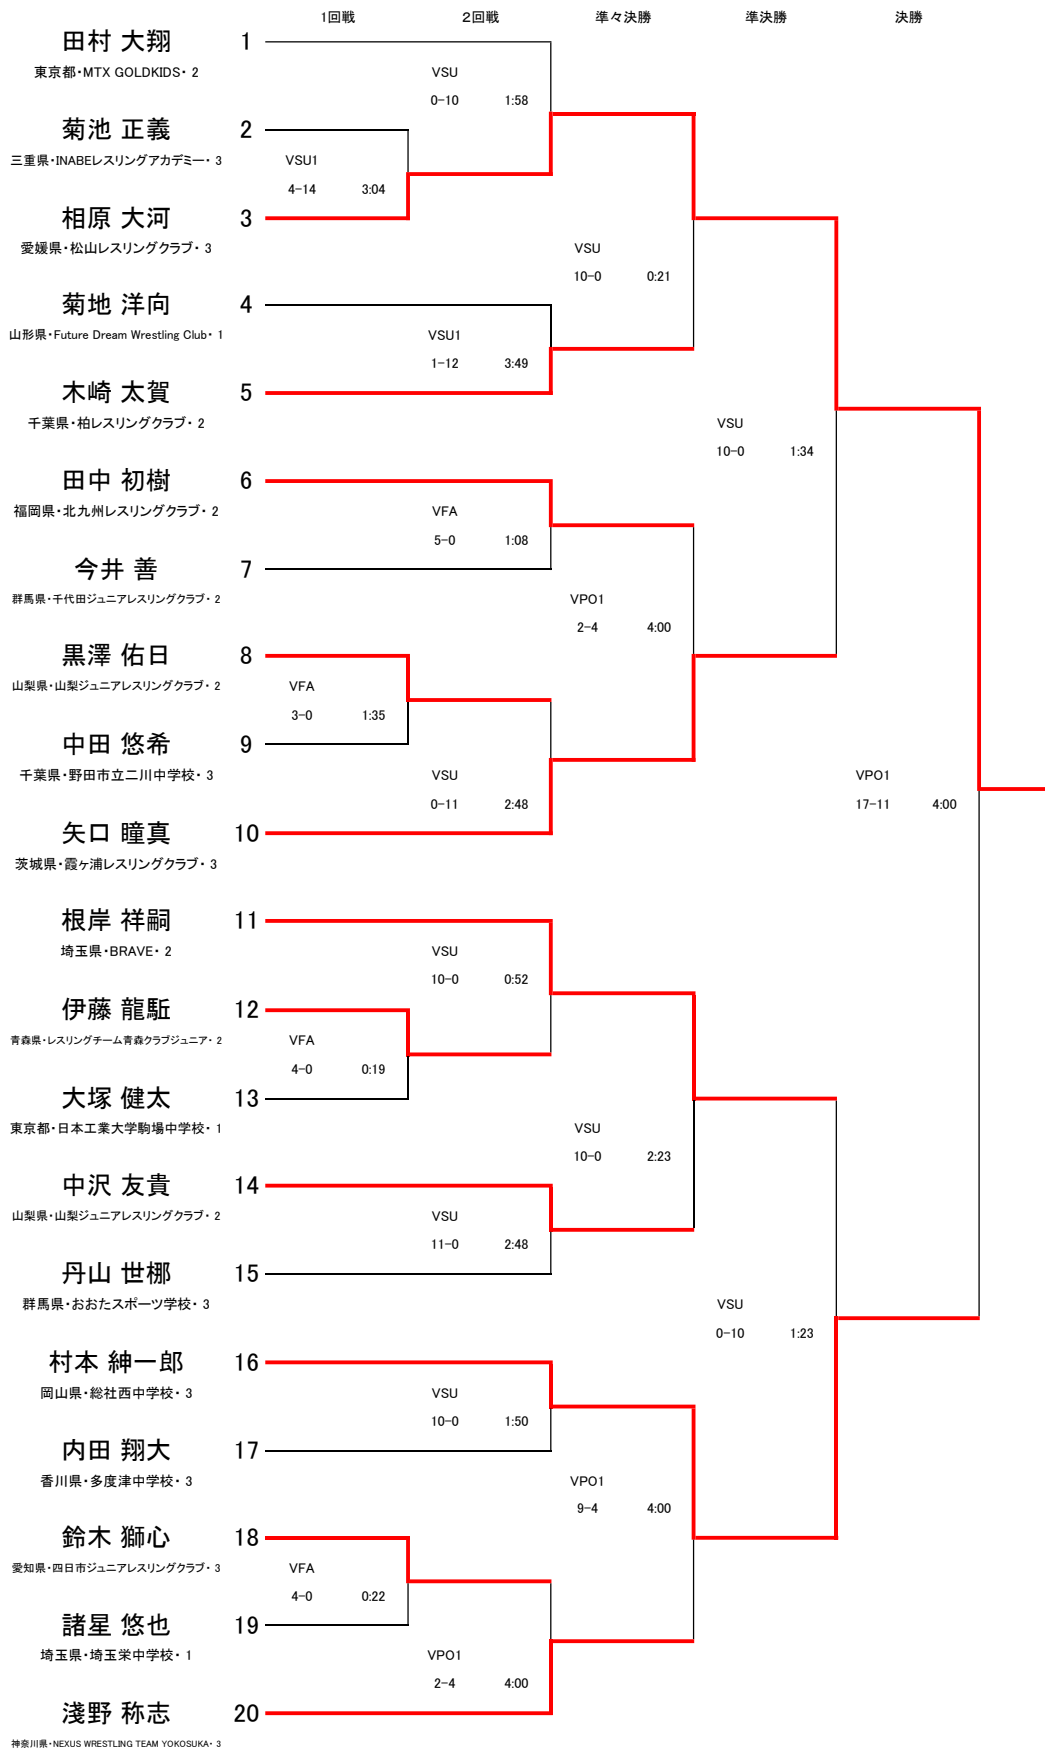 1回戦 2回戦 準々決勝 準決勝 決勝
田村 大翔 1
東京都・MTX GOLDKIDS・ 2
VSU
0-10 1:58
菊池 正義 2
三重県・INABEレスリングアカデミー・ 3
VSU1
4-14 3:04
相原 大河 3
愛媛県・松山レスリングクラブ・ 3
VSU
10-0 0:21
菊地 洋向 4
山形県・Future Dream Wrestling Club・ 1
VSU1
1-12 3:49
木崎 太賀 5
千葉県・柏レスリングクラブ・ 2
VSU
10-0 1:34
田中 初樹 6
福岡県・北九州レスリングクラブ・ 2
VFA
5-0 1:08
今井 善 7
群馬県・千代田ジュニアレスリングクラブ・ 2
VPO1
2-4 4:00
黒澤 佑日 8
山梨県・山梨ジュニアレスリングクラブ・ 2
VFA
3-0 1:35
中田 悠希 9
千葉県・野田市立二川中学校・ 3
VSU
0-11 2:48
VPO1
17-11 4:00
矢口 瞳真 10
茨城県・霞ヶ浦レスリングクラブ・ 3
根岸 祥嗣 11
埼玉県・BRAVE・ 2
VSU
10-0 0:52
伊藤 龍駈 12
青森県・レスリングチーム青森クラブジュニア・ 2
VFA
4-0 0:19
大塚 健太 13
東京都・日本工業大学駒場中学校・ 1
VSU
10-0 2:23
中沢 友貴 14
山梨県・山梨ジュニアレスリングクラブ・ 2
VSU
11-0 2:48
丹山 世梛 15
群馬県・おおたスポーツ学校・ 3
VSU
0-10 1:23
村本 紳一郎 16
岡山県・総社西中学校・ 3
VSU
10-0 1:50
内田 翔大 17
香川県・多度津中学校・ 3
VPO1
9-4 4:00
鈴木 獅心 18
愛知県・四日市ジュニアレスリングクラブ・ 3
VFA
4-0 0:22
諸星 悠也 19
埼玉県・埼玉栄中学校・ 1
VPO1
2-4 4:00
淺野 称志 20
神奈川県・NEXUS WRESTLING TEAM YOKOSUKA・ 3